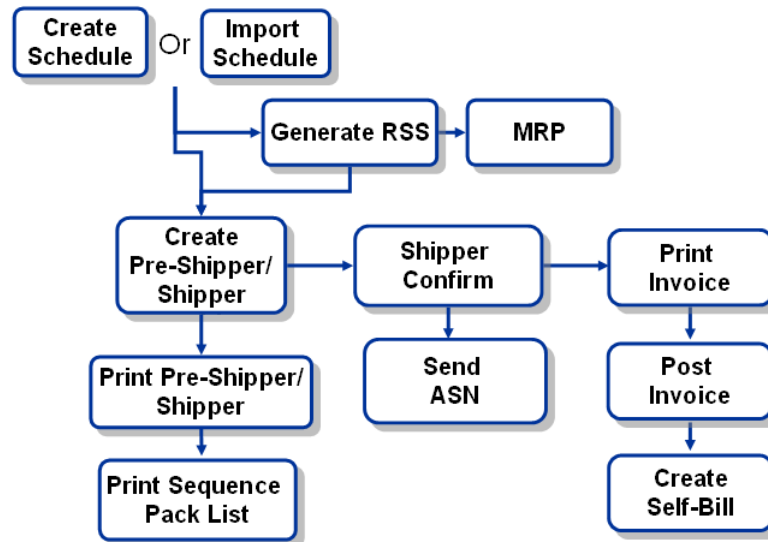 Create
Schedule
Or
Import
Schedule
Generate RSS
MRP
Create
Pre-Shipper/
Shipper
Shipper
Confirm
Print
Invoice
Print Pre-Shipper/
Shipper
Send
ASN
Post
Invoice
Print Sequence
Pack List
Create
Self-Bill